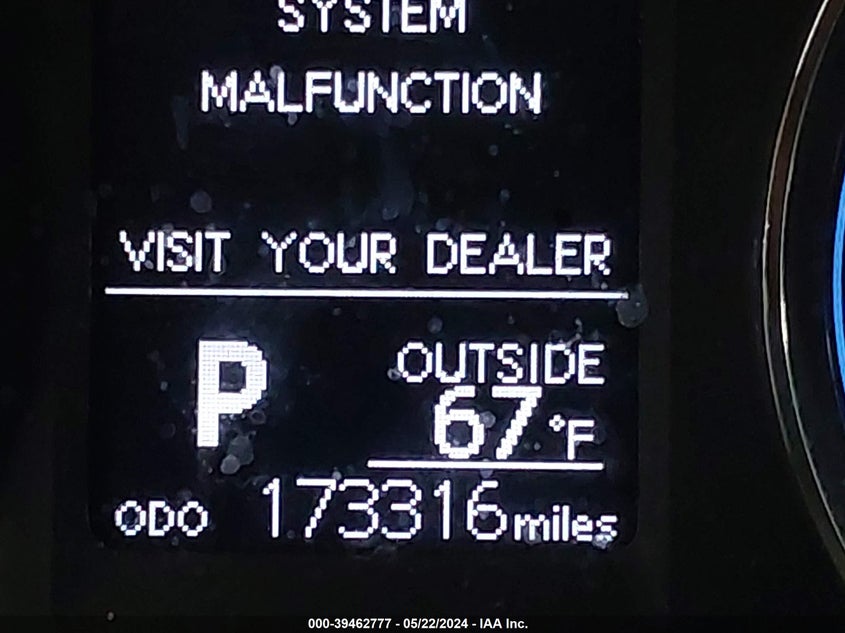 SYSTEM
MALFUNCTION
VISIT YOUR DEALER
P
OUTSIDE
67 °F
ODO 173316 miles
000-39462777 - 05/22/2024 - IAA Inc.